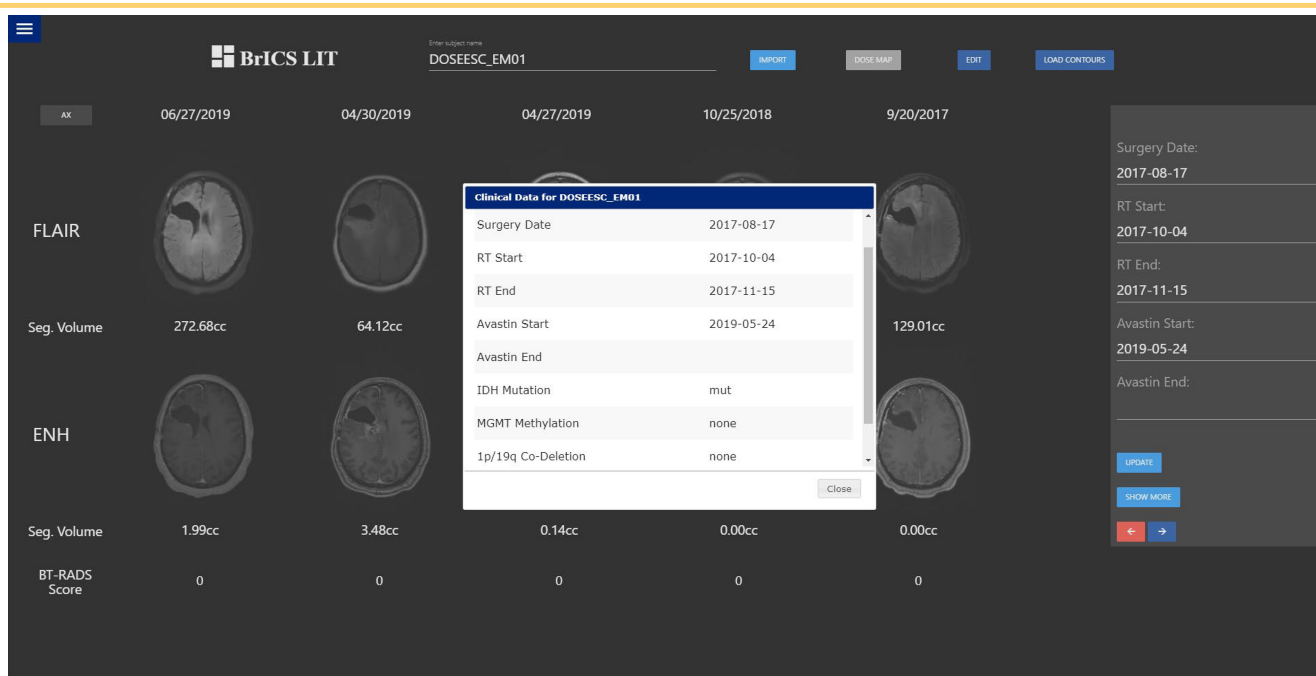 BrICS LIT
Enter subject name
DOSEESC_EM01
IMPORT
DOSE MAP
EDIT
LOAD CONTOURS
AX
06/27/2019
04/30/2019
04/27/2019
10/25/2018
9/20/2017
FLAIR
Seg. Volume
272.68cc
64.12cc
129.01cc
ENH
Seg. Volume
1.99cc
3.48cc
0.14cc
0.00cc
0.00cc
BT-RADS
Score
0
0
0
0
0
Clinical Data for DOSEESC_EM01
Surgery Date 2017-08-17
RT Start 2017-10-04
RT End 2017-11-15
Avastin Start 2019-05-24
Avastin End
IDH Mutation mut
MGMT Methylation none
1p/19q Co-Deletion none
Close
Surgery Date:
2017-08-17
RT Start:
2017-10-04
RT End:
2017-11-15
Avastin Start:
2019-05-24
Avastin End:
UPDATE
SHOW MORE